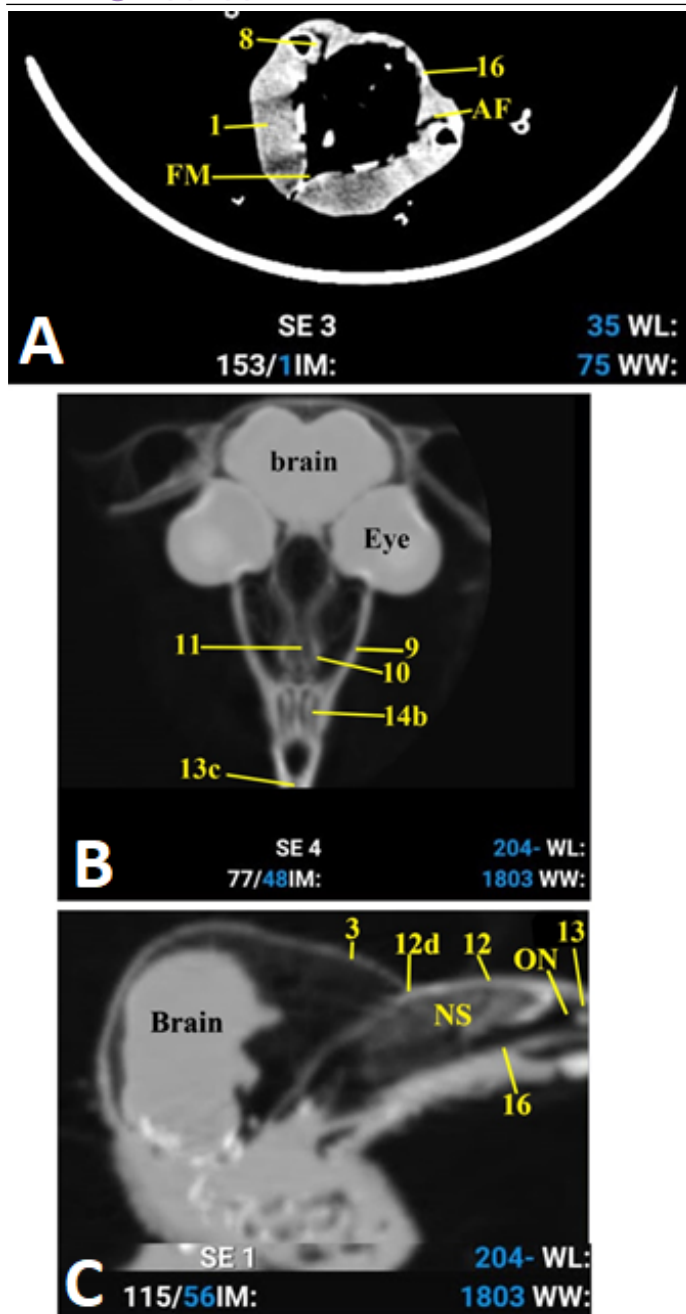 8
16
1
AF
FM
A
SE 3
35 WL:
153/1IM:
75 WW:
brain
Eye
11
9
10
14b
13c
B
SE 4
204- WL:
77/48IM:
1803 WW:
3
12d
12
13
ON
Brain
NS
16
C
SE 1
204- WL:
115/56IM:
1803 WW: